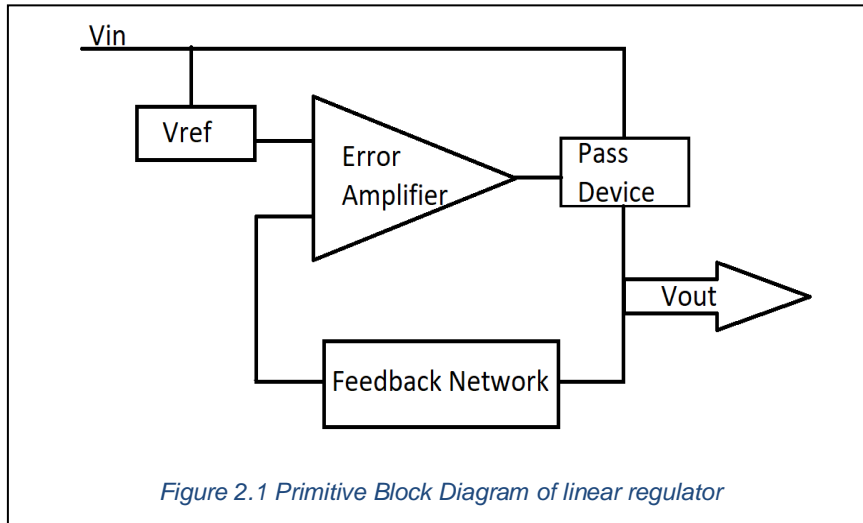 Vin
Vref
Error
Amplifier
Pass
Device
Vout
Feedback Network
Figure 2.1 Primitive Block Diagram of linear regulator